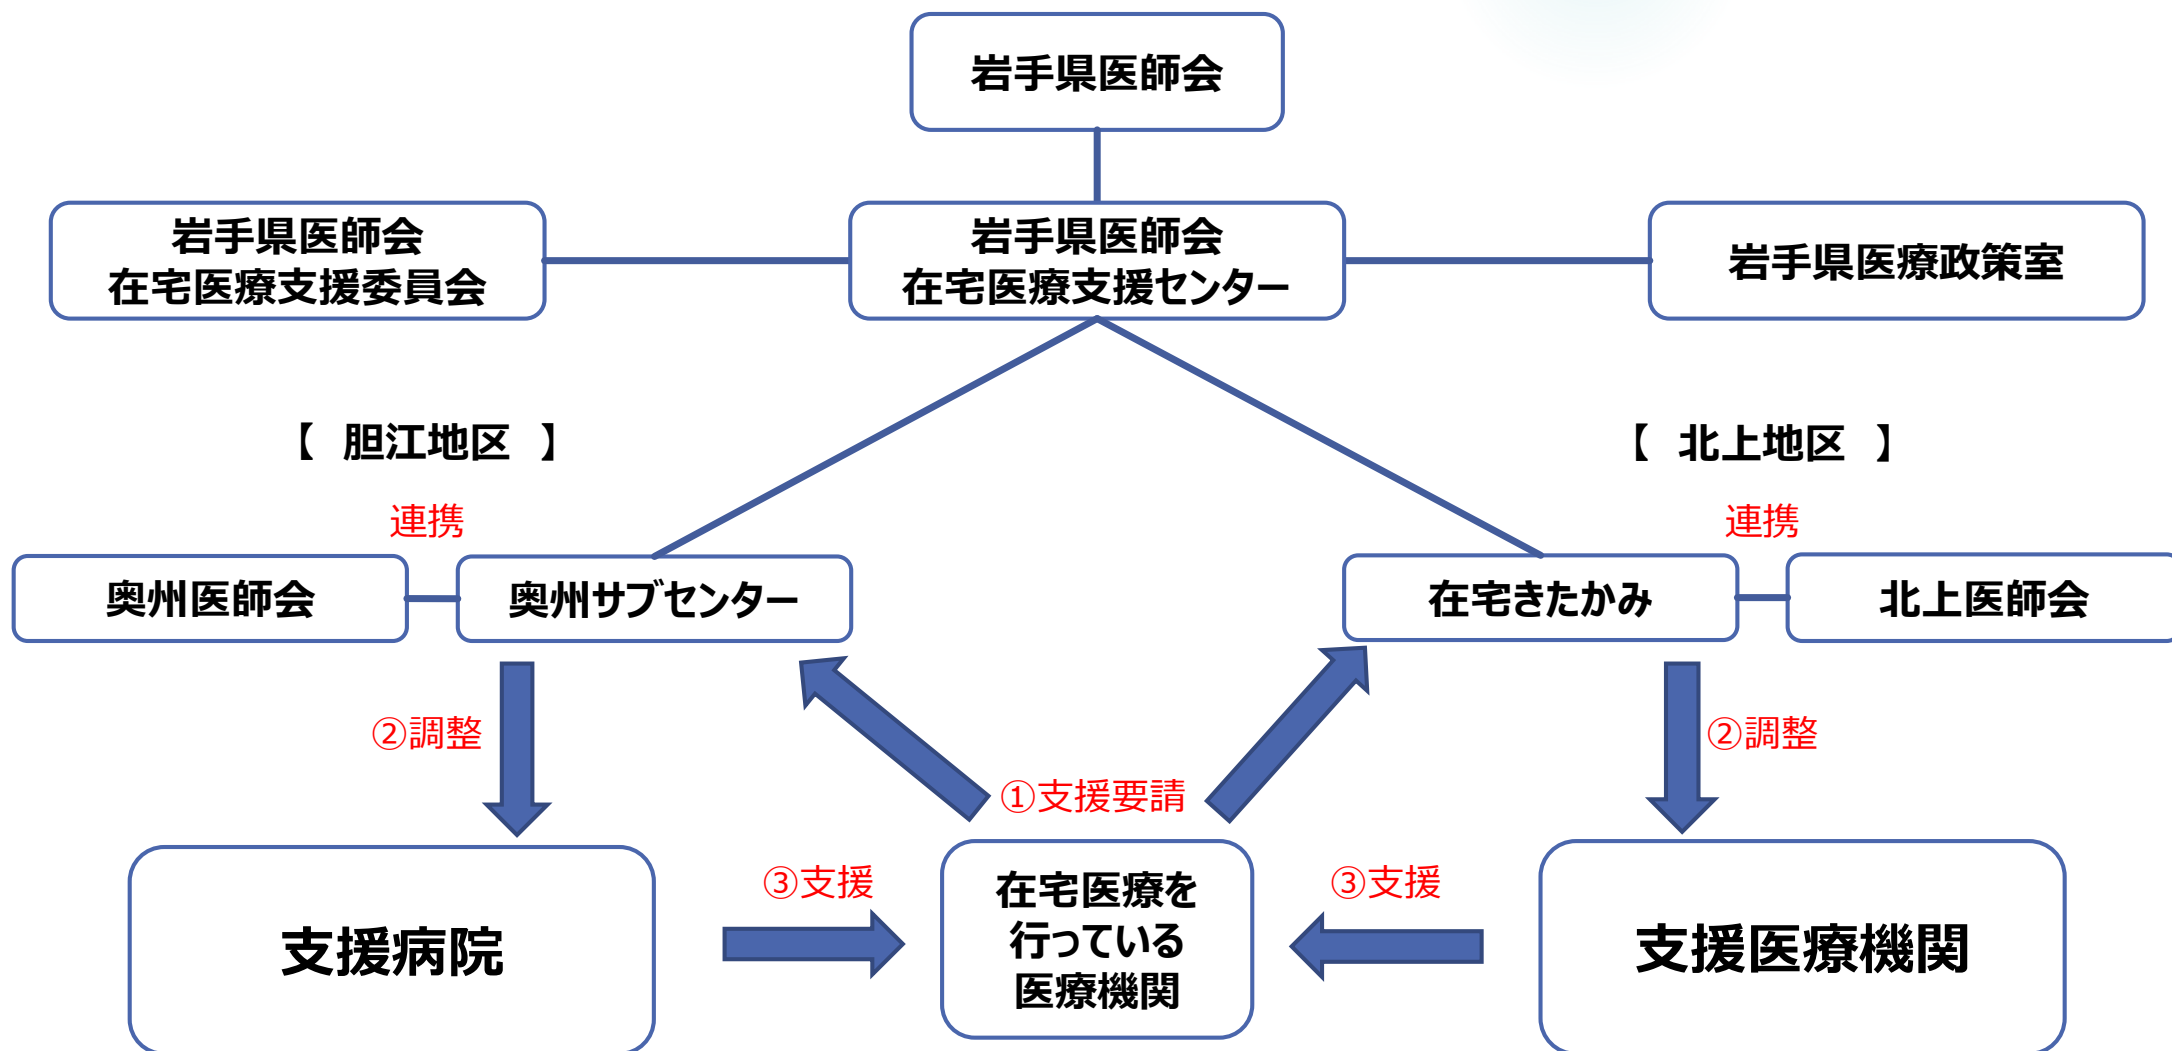 岩手県医師会
岩手県医師会
在宅医療支援委員会
岩手県医師会
在宅医療支援センター
岩手県医療政策室
【　胆江地区　】
【　北上地区　】
連携
連携
奥州医師会
奥州サブセンター
在宅きたかみ
北上医師会
②調整
②調整
①支援要請
③支援
③支援
支援病院
在宅医療を
行っている
医療機関
支援医療機関